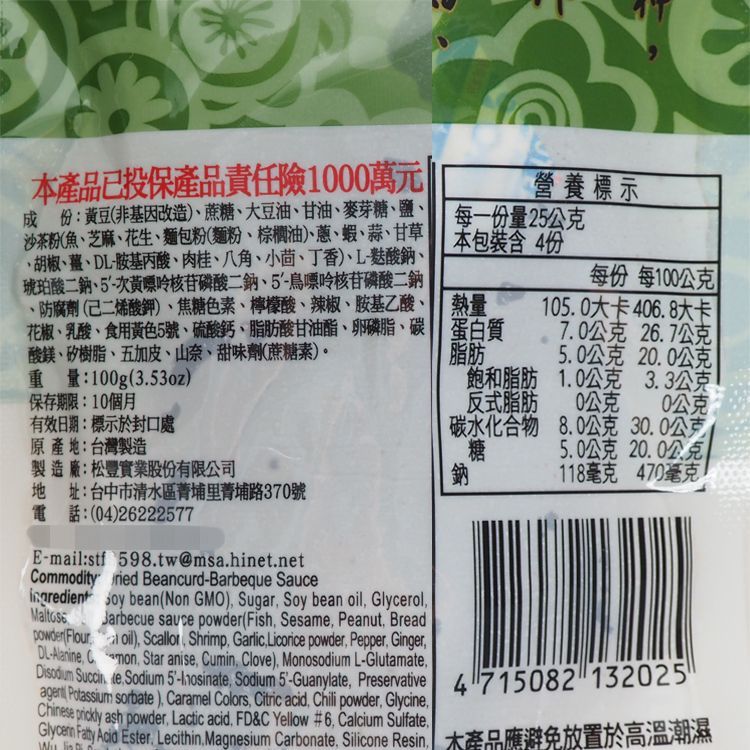 本產品已投保產品責任險1000萬元
成　份:黃豆(非基因改造)、蔗糖、大豆油、甘油、麥芽糖、鹽、
沙茶粉(魚、芝麻、花生、麵包粉(麵粉、棕櫚油)、蔥、蝦、蒜、甘草
、胡椒、薑、DL-胺基丙酸、肉桂、八角、小茴、丁香)、L-麩酸鈉、
琥珀酸二鈉、5'-次黃嘌呤核苷磷酸二鈉、5'-鳥嘌呤核苷磷酸二鈉
、防腐劑(己二烯酸鉀)、焦糖色素、檸檬酸、辣椒、胺基乙酸、
花椒、乳酸、食用黃色5號、硫酸鈣、脂肪酸甘油酯、卵磷脂、碳
酸鎂、矽樹脂、五加皮、山奈、甜味劑(蔗糖素)。
重　量:100g(3.53oz)
保存期限:10個月
有效日期:標示於封口處
原產地:台灣製造
製造廠:松豐實業股份有限公司
地　址:台中市清水區菁埔里菁埔路370號
電　話:(04)26222577
598.tw@msa.hinet.net
Beancurd-Barbeque Sauce
Soy bean(Non GMO), Sugar, Soy bean oil, Glycerol,
Barbecue sauce powder(Fish, Sesame, Peanut, Bread
oil), Scallon, Shrimp, Garlic,Licorice powder, Pepper, Ginger,
DL-Alanine, Star anise, Cumin, Clove), Monosodium L-Glutamate,
Disodium Sodium 5'-Inosinate, Sodium 5'-Guanylate, Preservative
agent( Potassium sorbate ), Caramel Colors, Citric acid, Chili powder, Glycine,
Chinese prickly ash powder, Lactic acid, FD&C Yellow #6, Calcium Sulfate,
Glycerin Fatty Acid Ester, Lecithin,Magnesium Carbonate, Silicone Resin,
營養標示
每一份量25公克
本包裝含 4份
每份 每100公克
熱量 105.0大卡 406.8大卡
蛋白質 7.0公克 26.7公克
脂肪 5.0公克 20.0公克
飽和脂肪 1.0公克 3.3公克
反式脂肪 0公克 0公克
碳水化合物 8.0公克 30.0公克
糖 5.0公克 20.0公克
鈉 118毫克 470毫克
4 715082 132025
本產品應避免放置於高溫潮濕